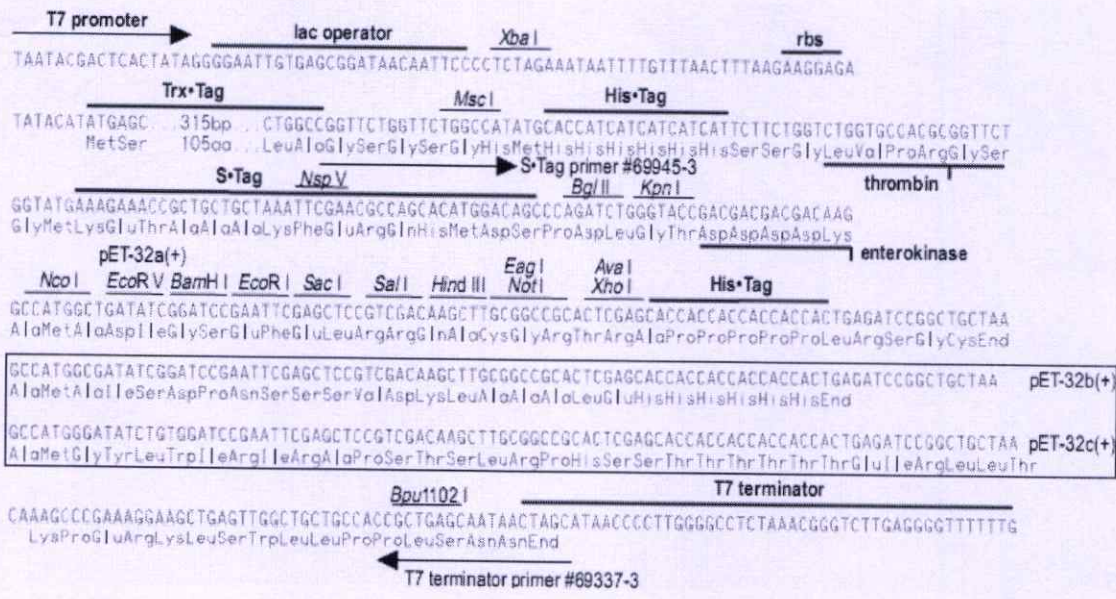 T7 promoter lac operator Xba I rbs
TAATACGACTCACTATAGGGGAATTGTGAGCGGATAACAATTCCCCTCTAGAAATAATTTTGTTTAACTTTAAGAAGGAGA
Trx•Tag Msc I His•Tag
TATACATATGAGC...315bp...CTGGCCGGTTCTGGTTCTGGCCATATGCACCATCATCATCATCATTCTTCTGGTCTGGTGCCACGCGGTTCT
MetSer 105aa...LeuAlaGlySerGlySerGlyHisMetHisHisHisHisHisHisSerSerGlyLeuValProArgGlySer
S•Tag primer #69945-3
S•Tag Nsp V Bgl II Kpn I thrombin
GGTATGAAAGAAACCGCTGCTGCTAAATTCGAACGCCAGCACATGGACAGCCCAGATCTGGGTACCGACGACGACGACAAG
GlyMetLysGluThrAlaAlaAlaLysPheGluArgGlnHisMetAspSerProAspLeuGlyThrAspAspAspAspLys
enterokinase
pET-32a(+)
Nco I EcoR V BamH I EcoR I Sac I Sal I Hind III Eag I Not I Ava I Xho I His•Tag
GCCATGGCTGATATCGGATCCGAATTCGAGCTCCGTCGACAAGCTTGCGGCCGCACTCGAGCACCACCACCACCACCACTGAGATCCGGCTGCTAA
AlaMetAlaAspIleGlySerGluPheGluLeuArgArgGlnAlaCysGlyArgThrArgAlaProProProProProLeuArgSerGlyCysEnd
GCCATGGCGATATCGGATCCGAATTCGAGCTCCGTCGACAAGCTTGCGGCCGCACTCGAGCACCACCACCACCACCACTGAGATCCGGCTGCTAA pET-32b(+)
AlaMetAlaIleSerAspProAsnSerSerSerValAspLysLeuAlaAlaAlaLeuGluHisHisHisHisHisHisEnd
GCCATGGGATATCTGTGGATCCGAATTCGAGCTCCGTCGACAAGCTTGCGGCCGCACTCGAGCACCACCACCACCACCACTGAGATCCGGCTGCTAA pET-32c(+)
AlaMetGlyTyrLeuTrpIleArgIleArgAlaProSerThrSerLeuArgProHisSerSerThrThrThrThrThrThrGluIleArgLeuLeuThr
Bpu1102 I T7 terminator
CAAAGCCCGAAAGGAAGCTGAGTTGGCTGCTGCCACCGCTGAGCAATAACTAGCATAACCCCTTGGGGCCTCTAAACGGGTCTTGAGGGGTTTTTTG
LysProGluArgLysLeuSerTrpLeuLeuProProLeuSerAsnAsnEnd
T7 terminator primer #69337-3